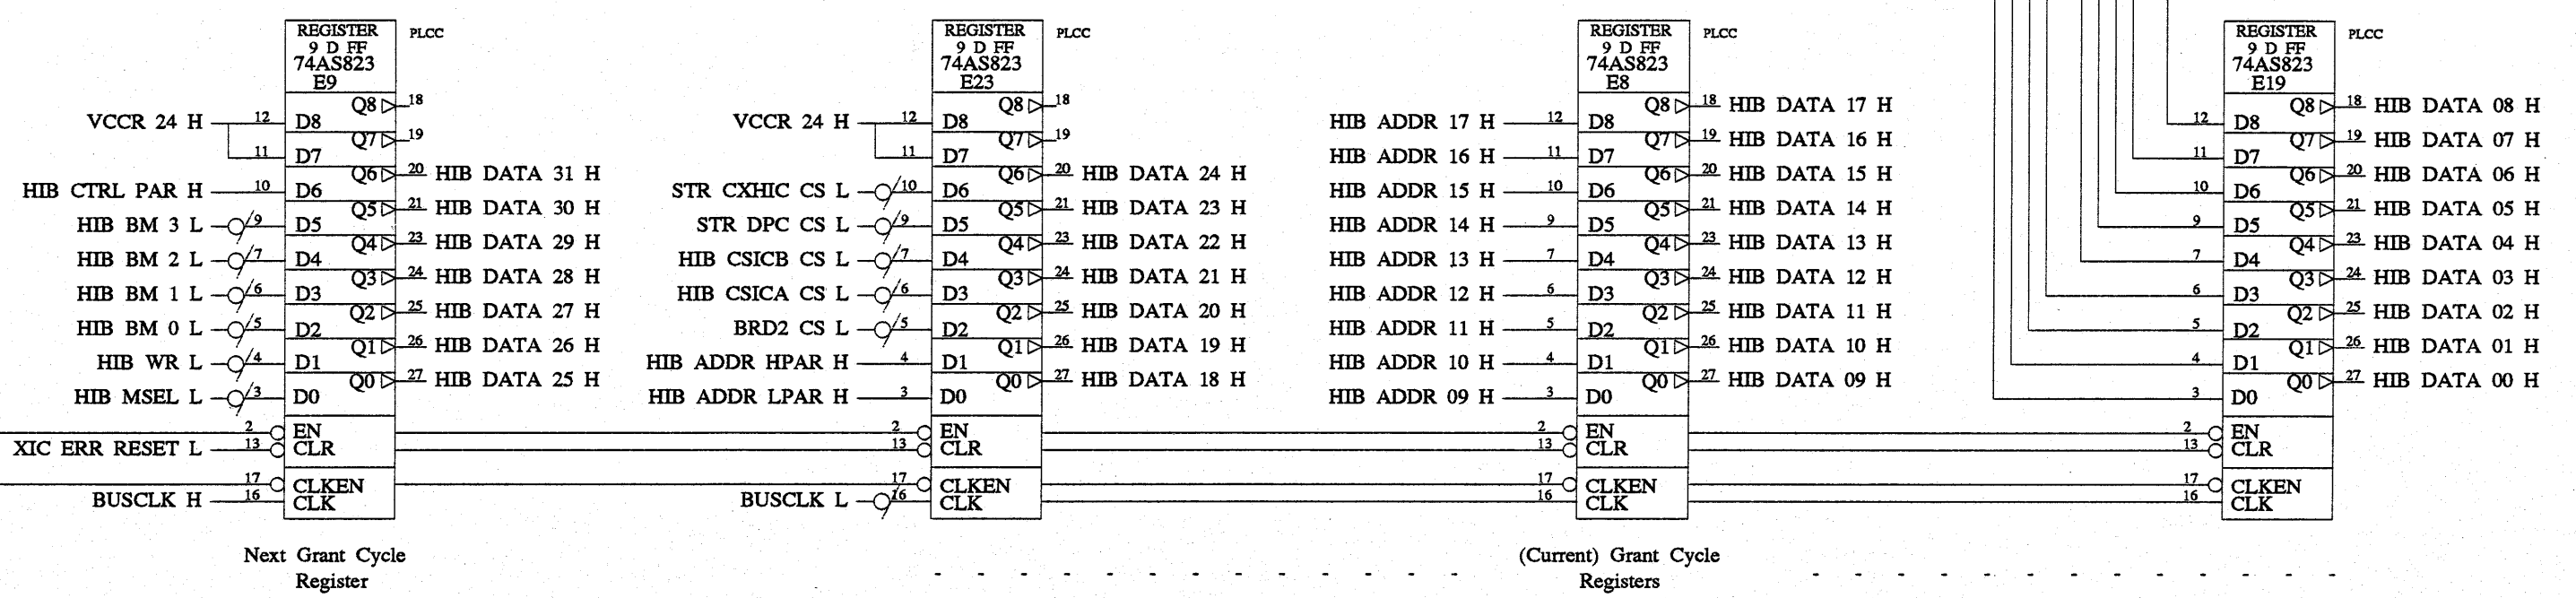 REGISTER PLCC
9 D FF
74AS823
E9
VCCR 24 H 12 D8 Q8 18
11 D7 Q7 19
HIB CTRL PAR H 10 D6 Q6 20 HIB DATA 31 H
HIB BM 3 L 9 D5 Q5 21 HIB DATA 30 H
HIB BM 2 L 7 D4 Q4 23 HIB DATA 29 H
HIB BM 1 L 6 D3 Q3 24 HIB DATA 28 H
HIB BM 0 L 5 D2 Q2 25 HIB DATA 27 H
HIB WR L 4 D1 Q1 26 HIB DATA 26 H
HIB MSEL L 3 D0 Q0 27 HIB DATA 25 H
2 EN
XIC ERR RESET L 13 CLR
17 CLKEN
BUSCLK H 16 CLK
Next Grant Cycle
Register
REGISTER PLCC
9 D FF
74AS823
E23
VCCR 24 H 12 D8 Q8 18
11 D7 Q7 19
STR CXHIC CS L 10 D6 Q6 20 HIB DATA 24 H
STR DPC CS L 9 D5 Q5 21 HIB DATA 23 H
HIB CSICB CS L 7 D4 Q4 23 HIB DATA 22 H
HIB CSICA CS L 6 D3 Q3 24 HIB DATA 21 H
BRD2 CS L 5 D2 Q2 25 HIB DATA 20 H
HIB ADDR HPAR H 4 D1 Q1 26 HIB DATA 19 H
HIB ADDR LPAR H 3 D0 Q0 27 HIB DATA 18 H
2 EN
13 CLR
17 CLKEN
BUSCLK L 16 CLK
REGISTER PLCC
9 D FF
74AS823
E8
HIB ADDR 17 H 12 D8 Q8 18 HIB DATA 17 H
HIB ADDR 16 H 11 D7 Q7 19 HIB DATA 16 H
HIB ADDR 15 H 10 D6 Q6 20 HIB DATA 15 H
HIB ADDR 14 H 9 D5 Q5 21 HIB DATA 14 H
HIB ADDR 13 H 7 D4 Q4 23 HIB DATA 13 H
HIB ADDR 12 H 6 D3 Q3 24 HIB DATA 12 H
HIB ADDR 11 H 5 D2 Q2 25 HIB DATA 11 H
HIB ADDR 10 H 4 D1 Q1 26 HIB DATA 10 H
HIB ADDR 09 H 3 D0 Q0 27 HIB DATA 09 H
2 EN
13 CLR
17 CLKEN
16 CLK
(Current) Grant Cycle
Registers
REGISTER PLCC
9 D FF
74AS823
E19
12 D8 Q8 18 HIB DATA 08 H
11 D7 Q7 19 HIB DATA 07 H
10 D6 Q6 20 HIB DATA 06 H
9 D5 Q5 21 HIB DATA 05 H
7 D4 Q4 23 HIB DATA 04 H
6 D3 Q3 24 HIB DATA 03 H
5 D2 Q2 25 HIB DATA 02 H
4 D1 Q1 26 HIB DATA 01 H
3 D0 Q0 27 HIB DATA 00 H
2 EN
13 CLR
17 CLKEN
16 CLK